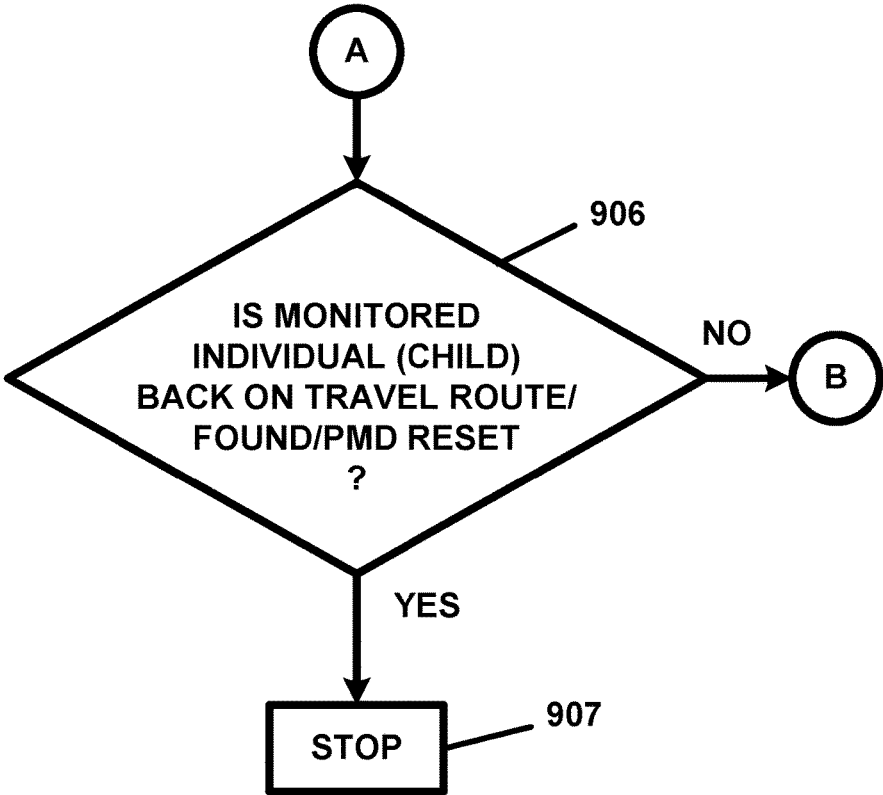 A
906
IS MONITORED
INDIVIDUAL (CHILD)
BACK ON TRAVEL ROUTE/
FOUND/PMD RESET
?
NO
B
YES
STOP
907